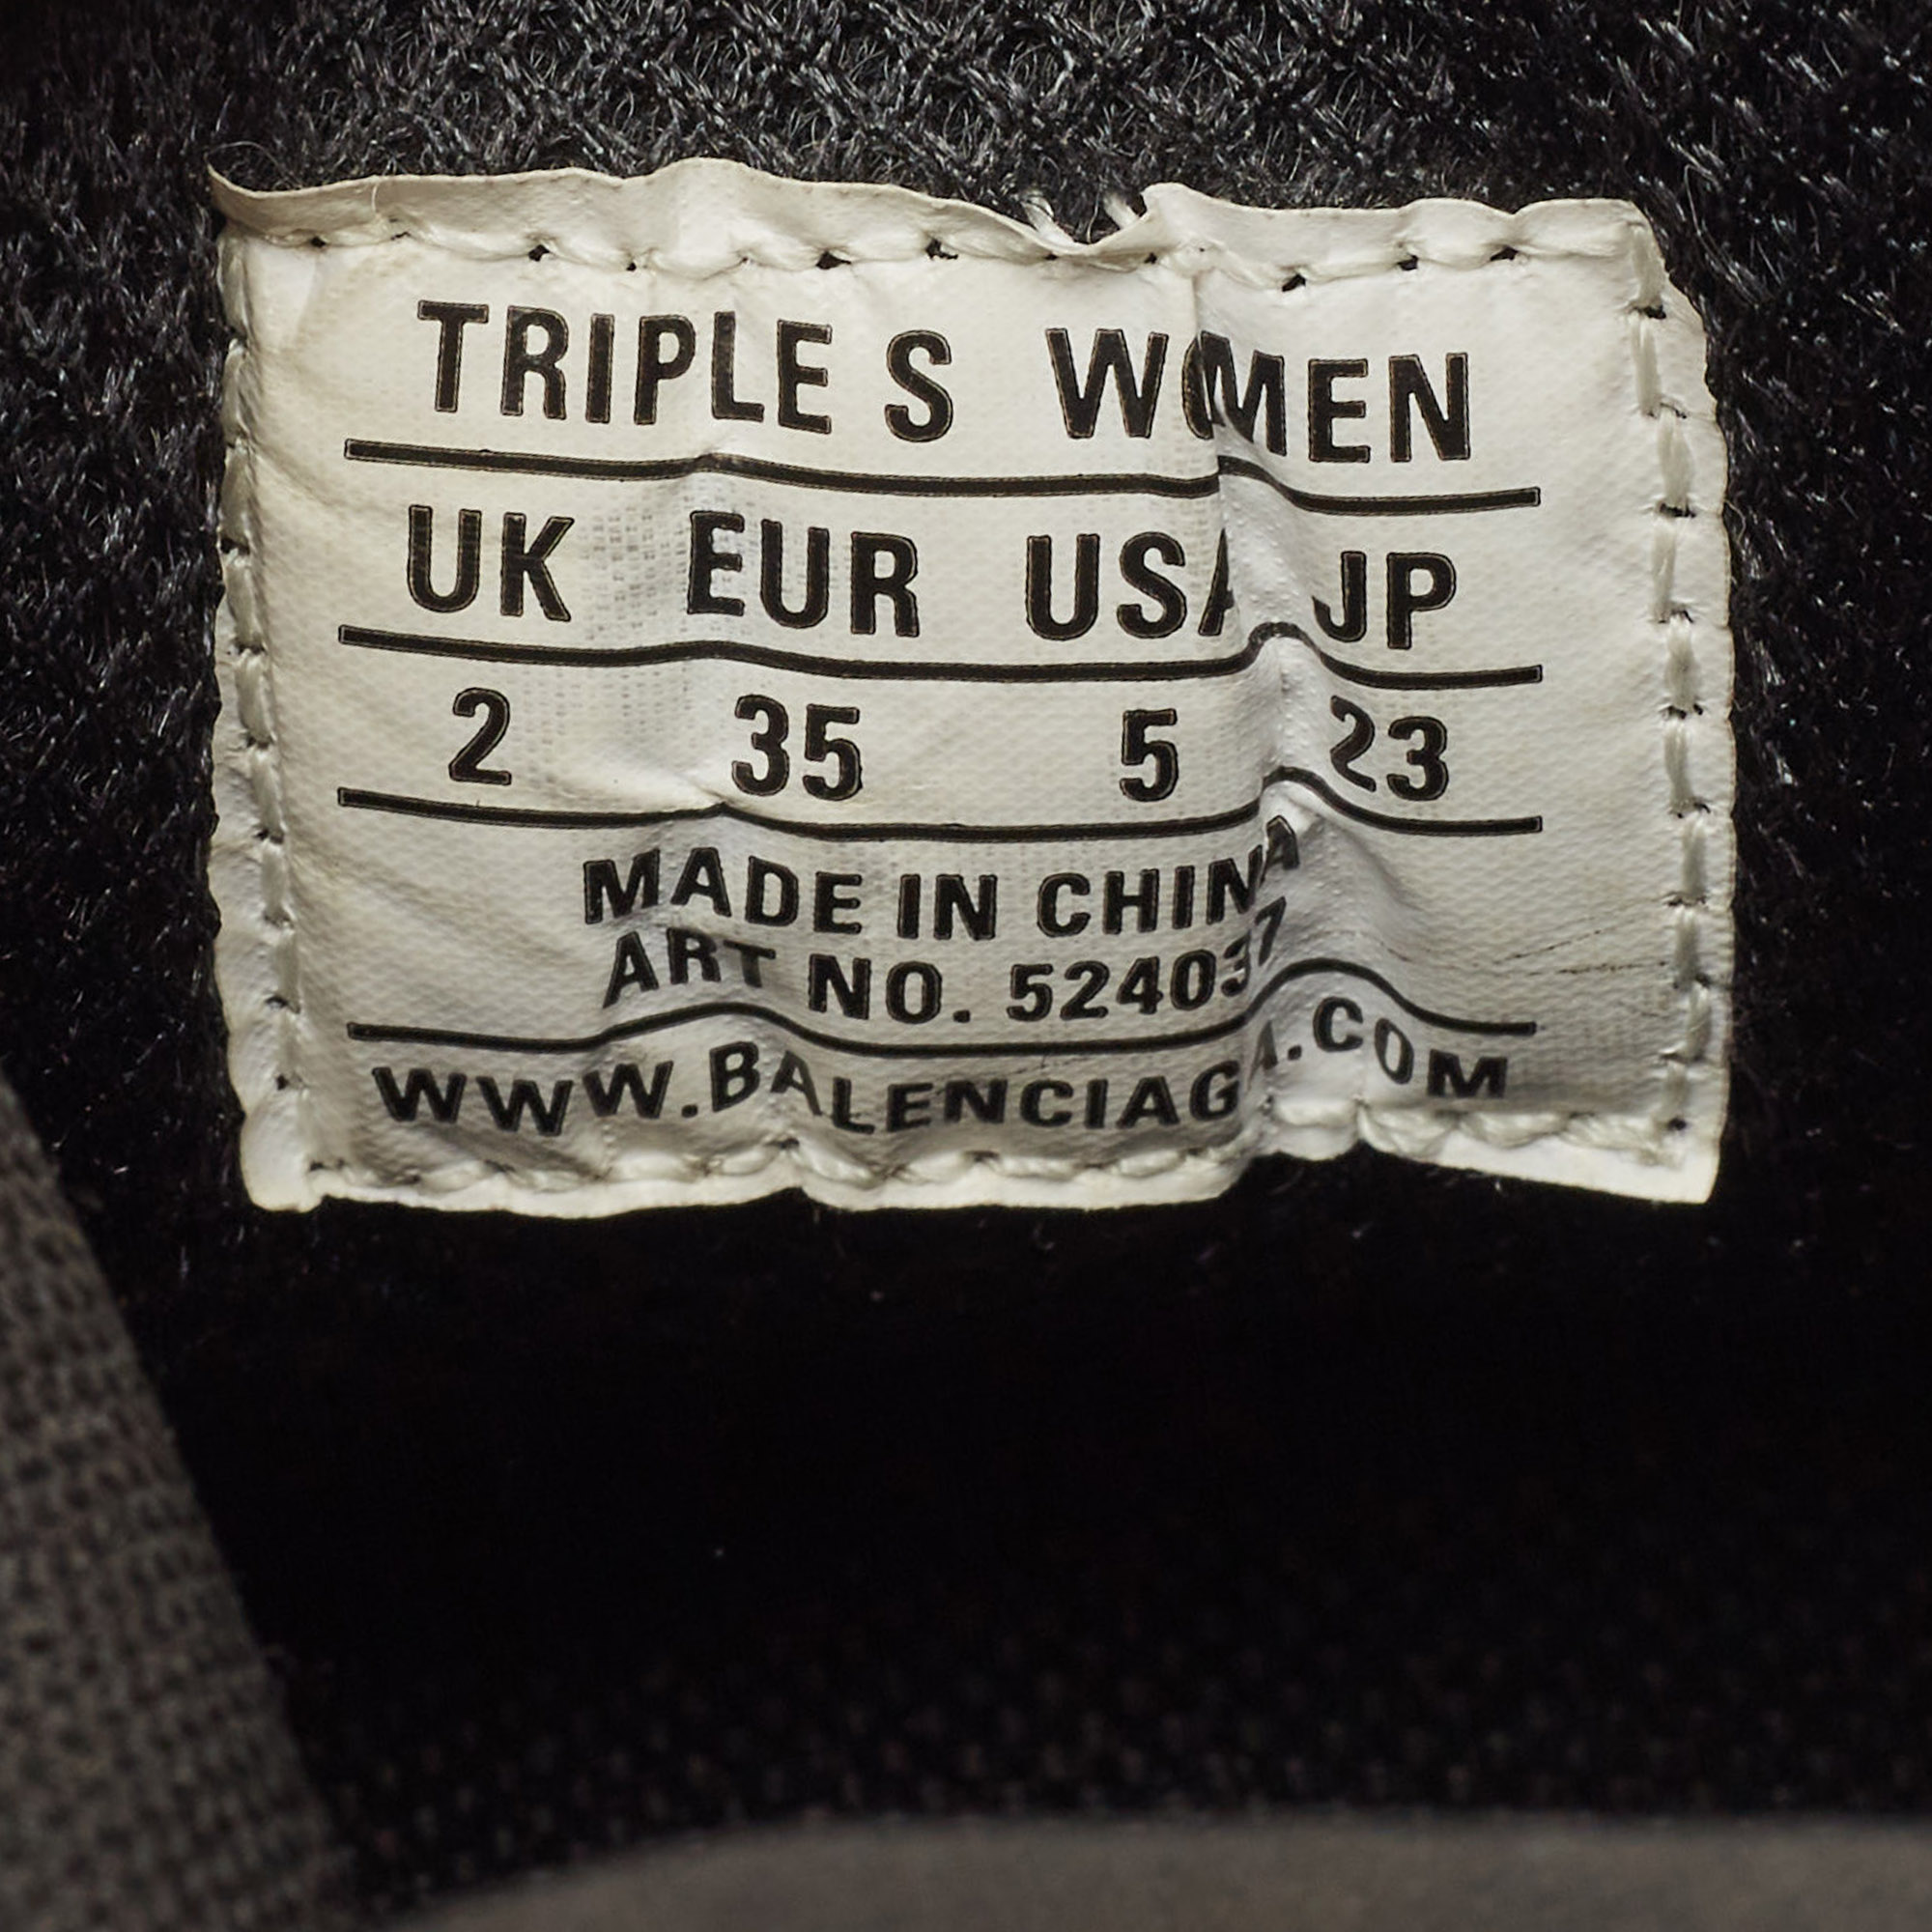 TRIPLE S WOMEN
UK EUR USA JP
2 35 5 23
MADE IN CHINA
ART NO. 524037
WWW.BALENCIAGA.COM